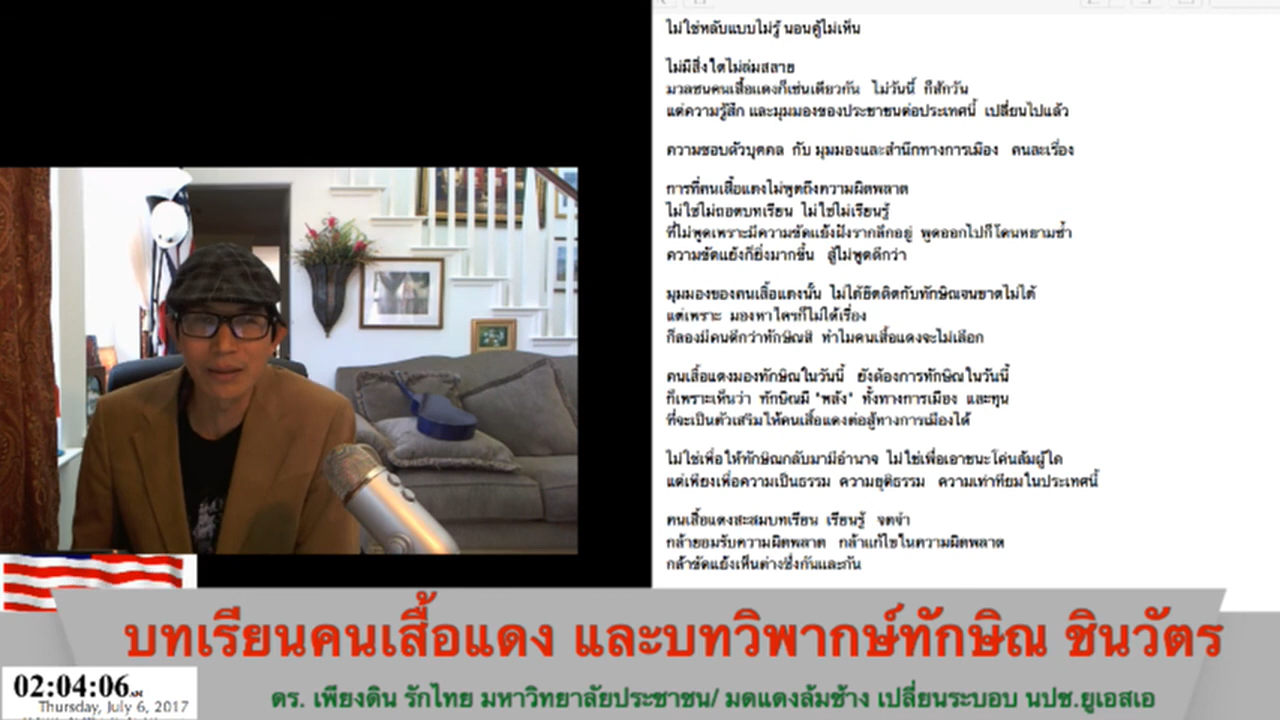 ไม่ใช่หลับแบบไม่รู้ นอนคู้ไม่เห็น
ไม่มีสิ่งใดไม่ล่มสลาย
มวลชนคนเสื้อแดงก็เช่นเดียวกัน ไม่วันนี้ ก็สักวัน
แต่ความรู้สึก และมุมมองของประชาชนต่อประเทศนี้ เปลี่ยนไปแล้ว
ความชอบตัวบุคคล กับ มุมมองและสำนึกทางการเมือง คนละเรื่อง
การที่คนเสื้อแดงไม่พูดถึงความผิดพลาด
ไม่ใช่ไม่ถอดบทเรียน ไม่ใช่ไม่เรียนรู้
ที่ไม่พูดเพราะมีความขัดแย้งฝังรากลึกอยู่ พูดออกไปก็โดนหยามซ้ำ
ความขัดแย้งก็ยิ่งมากขึ้น สู้ไม่พูดดีกว่า
มุมมองของคนเสื้อแดงนั้น ไม่ได้ยึดติดกับทักษิณจนขาดไม่ได้
แต่เพราะ มองหาใครก็ไม่ได้เรื่อง
ก็ลองมีคนดีกว่าทักษิณสิ ทำไมคนเสื้อแดงจะไม่เลือก
คนเสื้อแดงมองทักษิณในวันนี้ ยังต้องการทักษิณในวันนี้
ก็เพราะเห็นว่า ทักษิณมี "พลัง" ทั้งทางการเมือง และทุน
ที่จะเป็นตัวเสริมให้คนเสื้อแดงต่อสู้ทางการเมืองได้
ไม่ใช่เพื่อให้ทักษิณกลับมามีอำนาจ ไม่ใช่เพื่อเอาชนะโค่นล้มผู้ใด
แต่เพียงเพื่อความเป็นธรรม ความยุติธรรม ความเท่าเทียมในประเทศนี้
คนเสื้อแดงสะสมบทเรียน เรียนรู้ จดจำ
กล้ายอมรับความผิดพลาด กล้าแก้ไขในความผิดพลาด
กล้าขัดแย้งเห็นต่างซึ่งกันและกัน
บทเรียนคนเสื้อแดง และบทวิพากษ์ทักษิณ ชินวัตร
02:04:06 AM
Thursday, July 6, 2017
ดร. เพียงดิน รักไทย มหาวิทยาลัยประชาชน/ มดแดงล้มช้าง เปลี่ยนระบอบ นปช.ยูเอสเอ